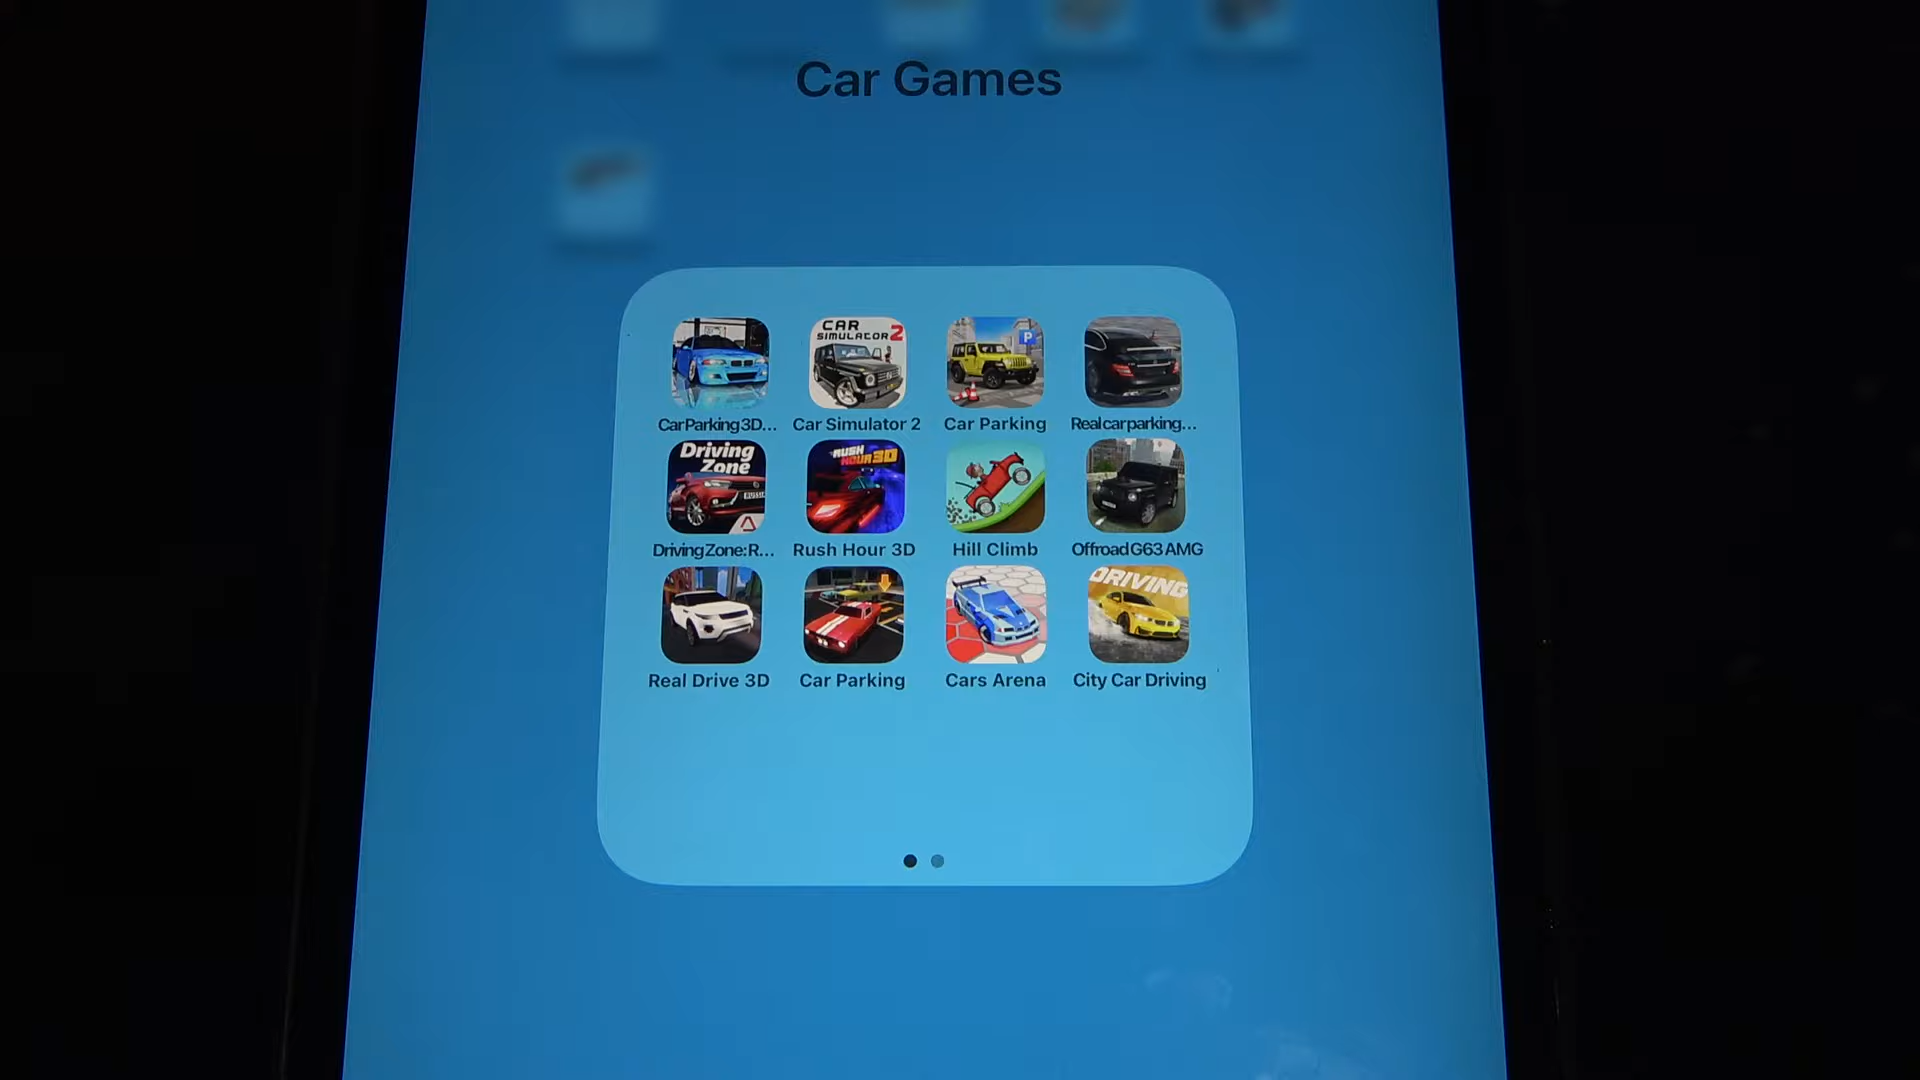 Car Games
CAR
SIMULATOR 2
P
CarParking3D...
Car Simulator 2
Car Parking
Realcarparking...
Driving
Zone
RUSSIA
RUSH
HOUR 3D
DrivingZone:R...
Rush Hour 3D
Hill Climb
OffroadG63AMG
DRIVING
Real Drive 3D
Car Parking
Cars Arena
City Car Driving